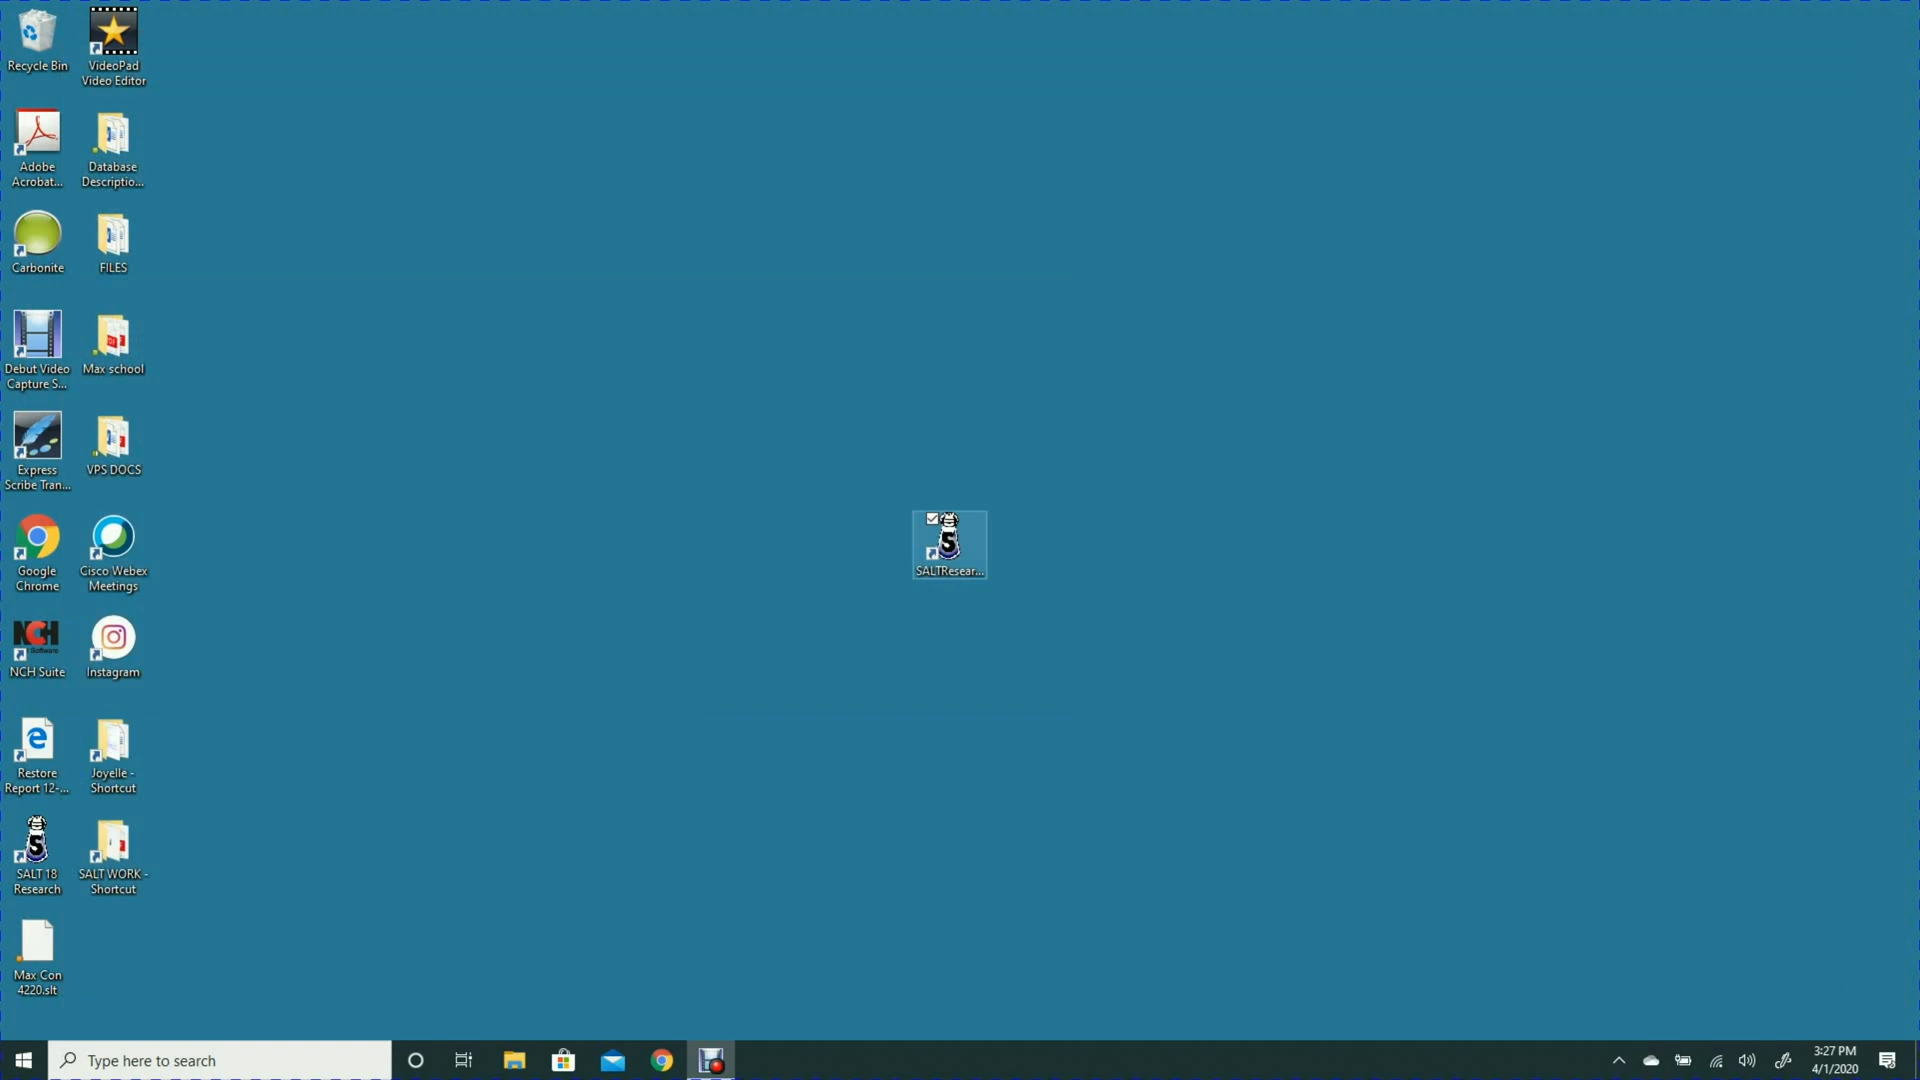 Recycle Bin
VideoPad
Video Editor
Adobe
Acrobat...
Database
Descriptio...
Carbonite
FILES
Debut Video
Capture S...
Max school
Express
Scribe Tran...
VPS DOCS
Google
Chrome
Cisco Webex
Meetings
S
SALTResear...
NCH
Software
NCH Suite
Instagram
Restore
Report 12-...
Joyelle -
Shortcut
S
SALT 18
Research
SALT WORK -
Shortcut
Max Con
4220.slt
Type here to search
3:27 PM
4/1/2020